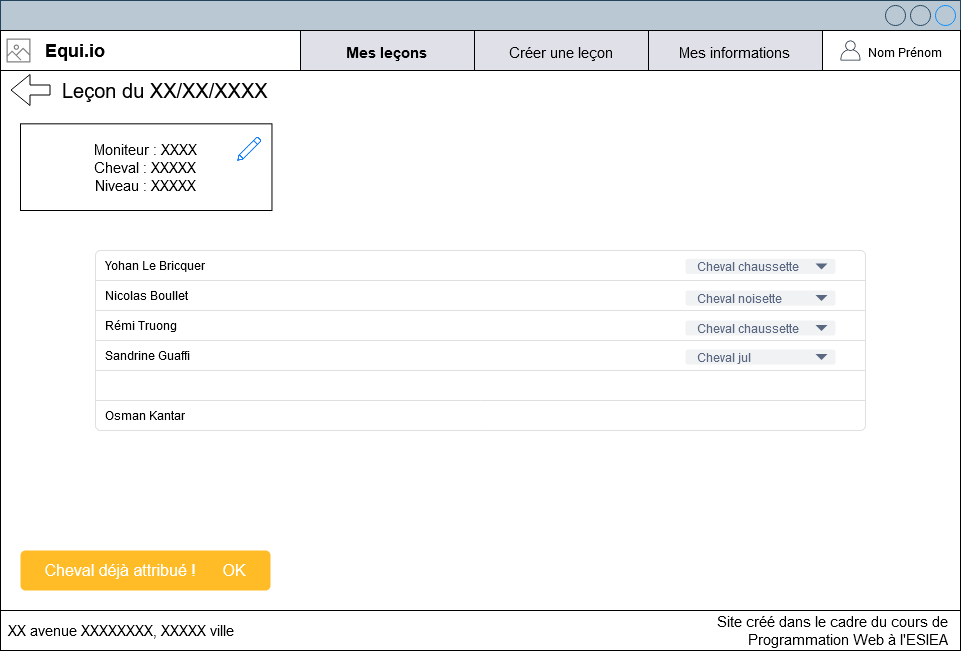 Equi.io
Mes leçons
Créer une leçon
Mes informations
Nom Prénom
Leçon du XX/XX/XXXX
Moniteur : XXXX
Cheval : XXXXX
Niveau : XXXXX
Yohan Le Bricquer
Cheval chaussette
Nicolas Boullet
Cheval noisette
Rémi Truong
Cheval chaussette
Sandrine Guaffi
Cheval jul
Osman Kantar
Cheval déjà attribué ! OK
XX avenue XXXXXXXX, XXXXX ville
Site créé dans le cadre du cours de
Programmation Web à l'ESIEA